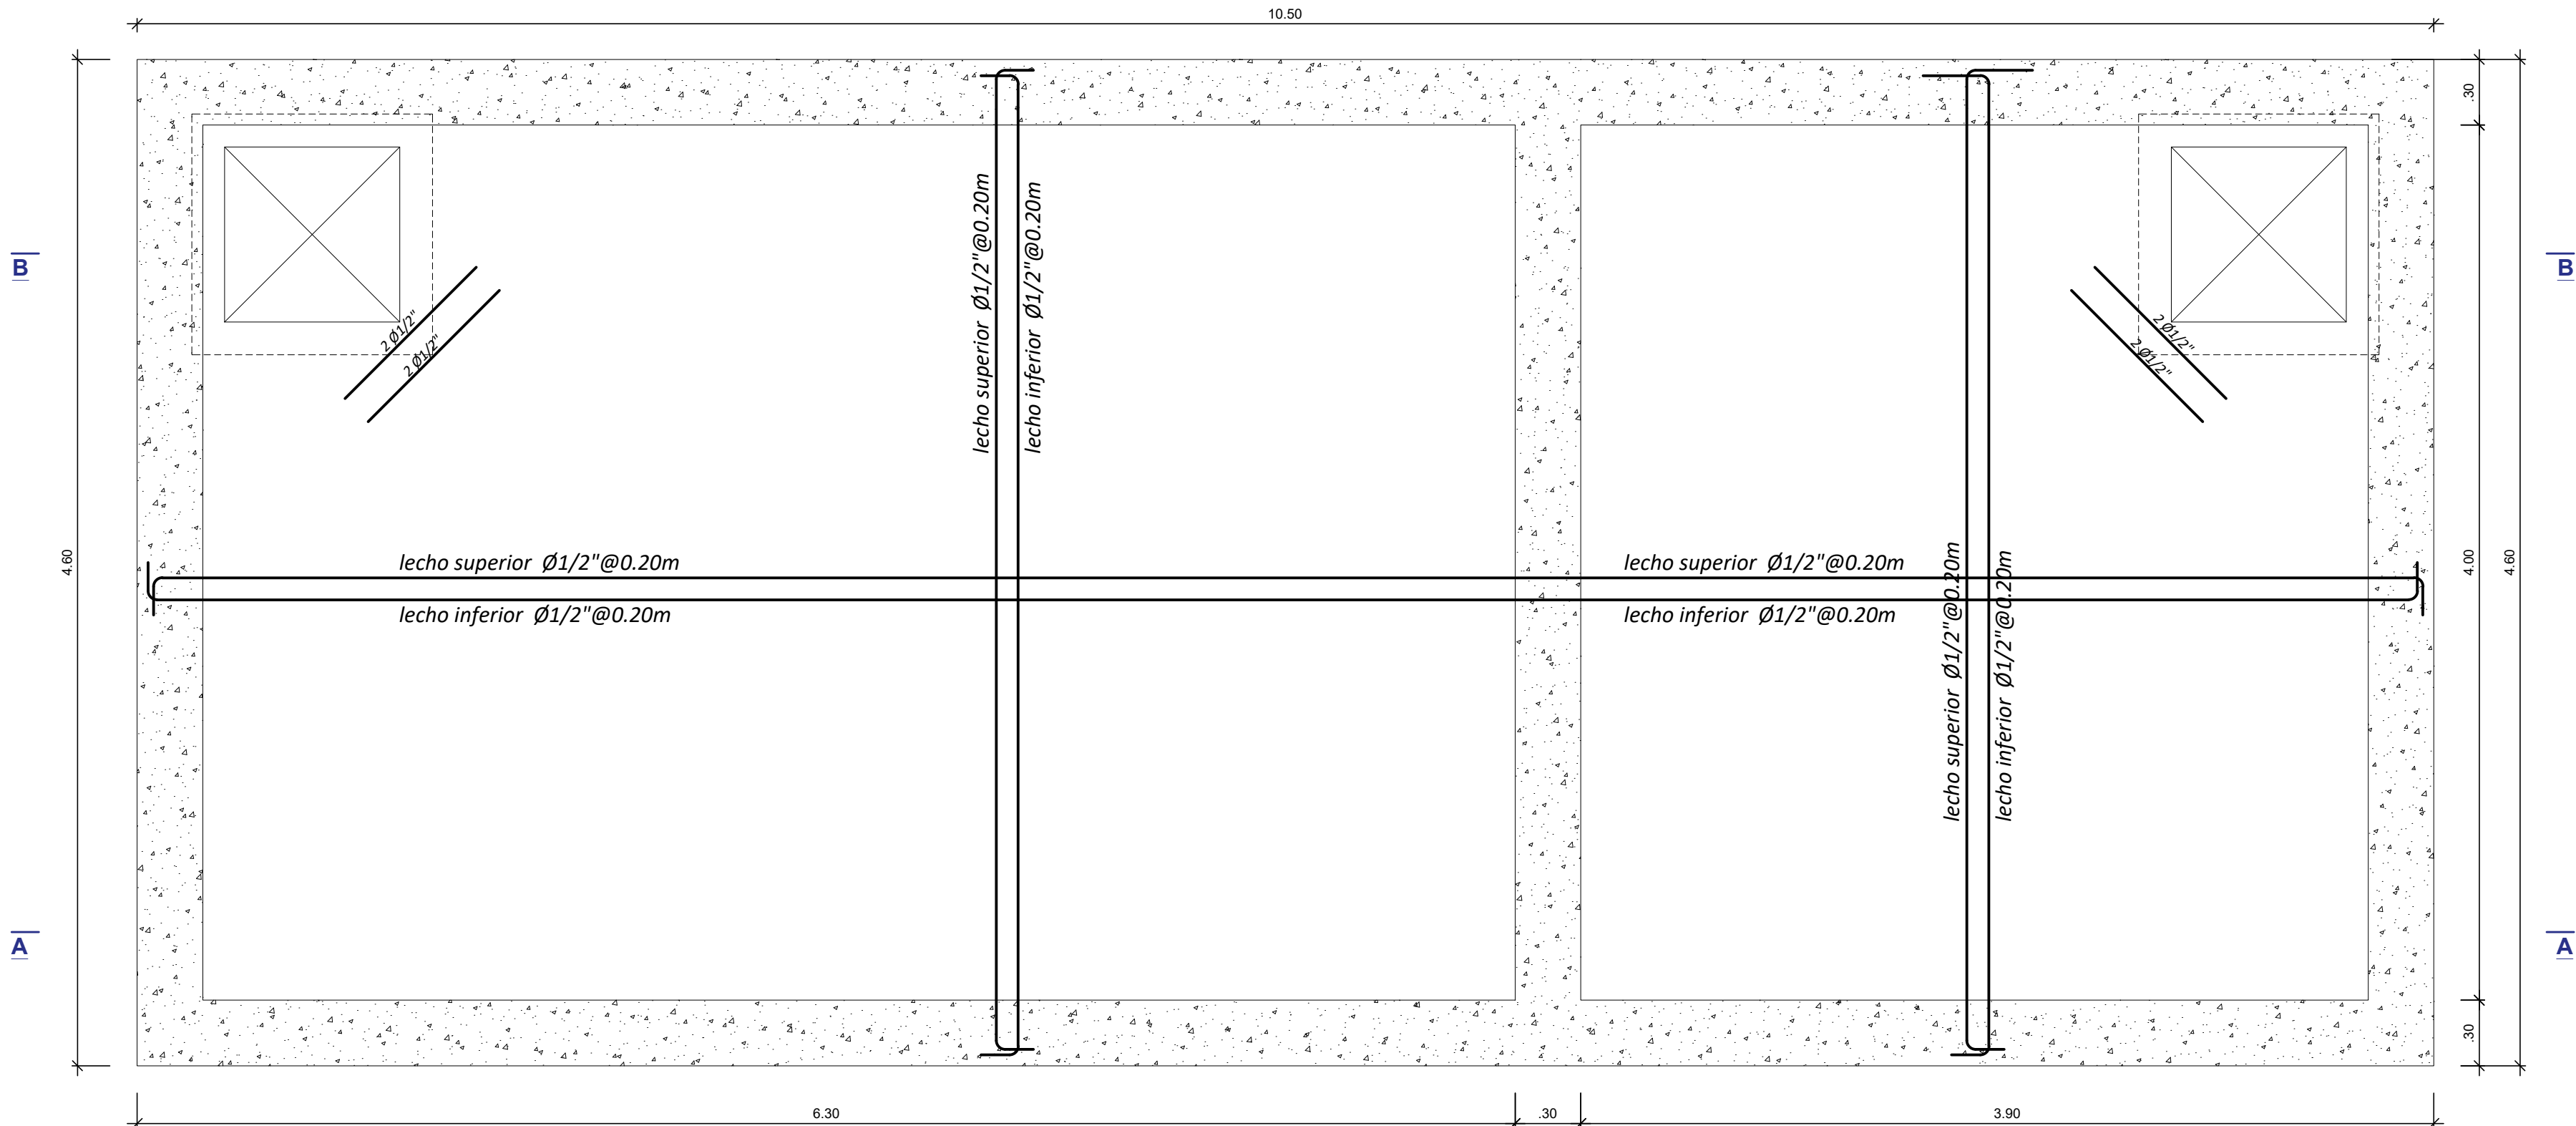 10.50
.30
lecho superior Ø1/2"@0.20m
lecho inferior Ø1/2"@0.20m
B
B
2 Ø1/2"
2 Ø1/2"
2 Ø1/2"
2 Ø1/2"
4.60
lecho superior Ø1/2"@0.20m
lecho inferior Ø1/2"@0.20m
lecho superior Ø1/2"@0.20m
lecho inferior Ø1/2"@0.20m
lecho superior Ø1/2"@0.20m
lecho inferior Ø1/2"@0.20m
4.00
4.60
A
A
.30
6.30
.30
3.90